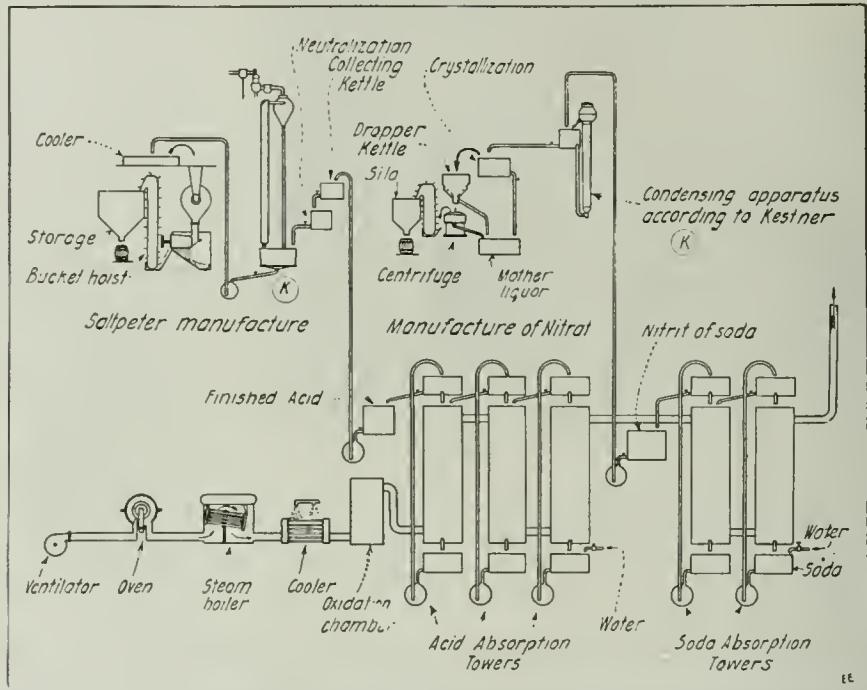 Neutralization
Collecting
Kettle
Crystallization
Cooler
Dropper
Kettle
Silo
Condensing apparatus
according to Kestner
K
Storage
Bucket hoist
K
Centrifuge
Mother
liquor
Saltpeter manufacture
Manufacture of Nitrat
Nitrit of soda
Finished Acid
Water
Soda
Ventilator
Oven
Steam
boiler
Cooler
Oxidation
chamber
Water
Acid Absorption
Towers
Soda Absorption
Towers
EE